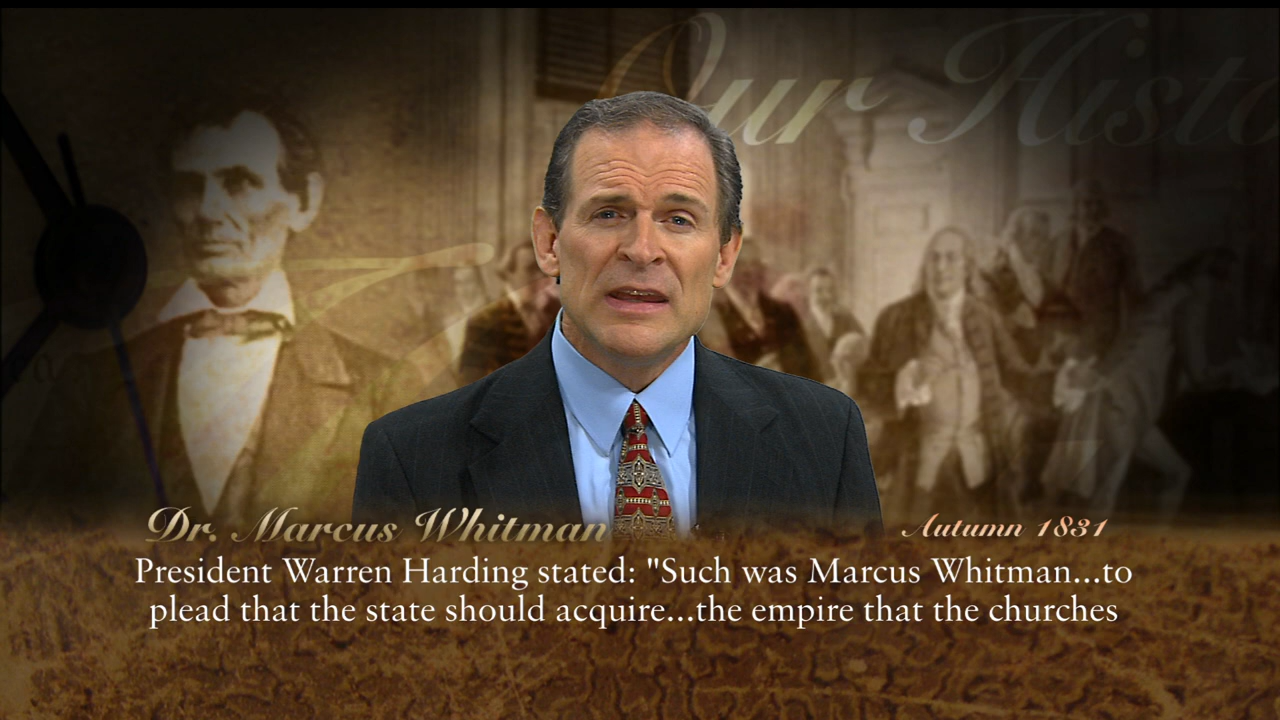 Our Histo
Dr. Marcus Whitman
Autumn 1831
President Warren Harding stated: "Such was Marcus Whitman...to
plead that the state should acquire...the empire that the churches